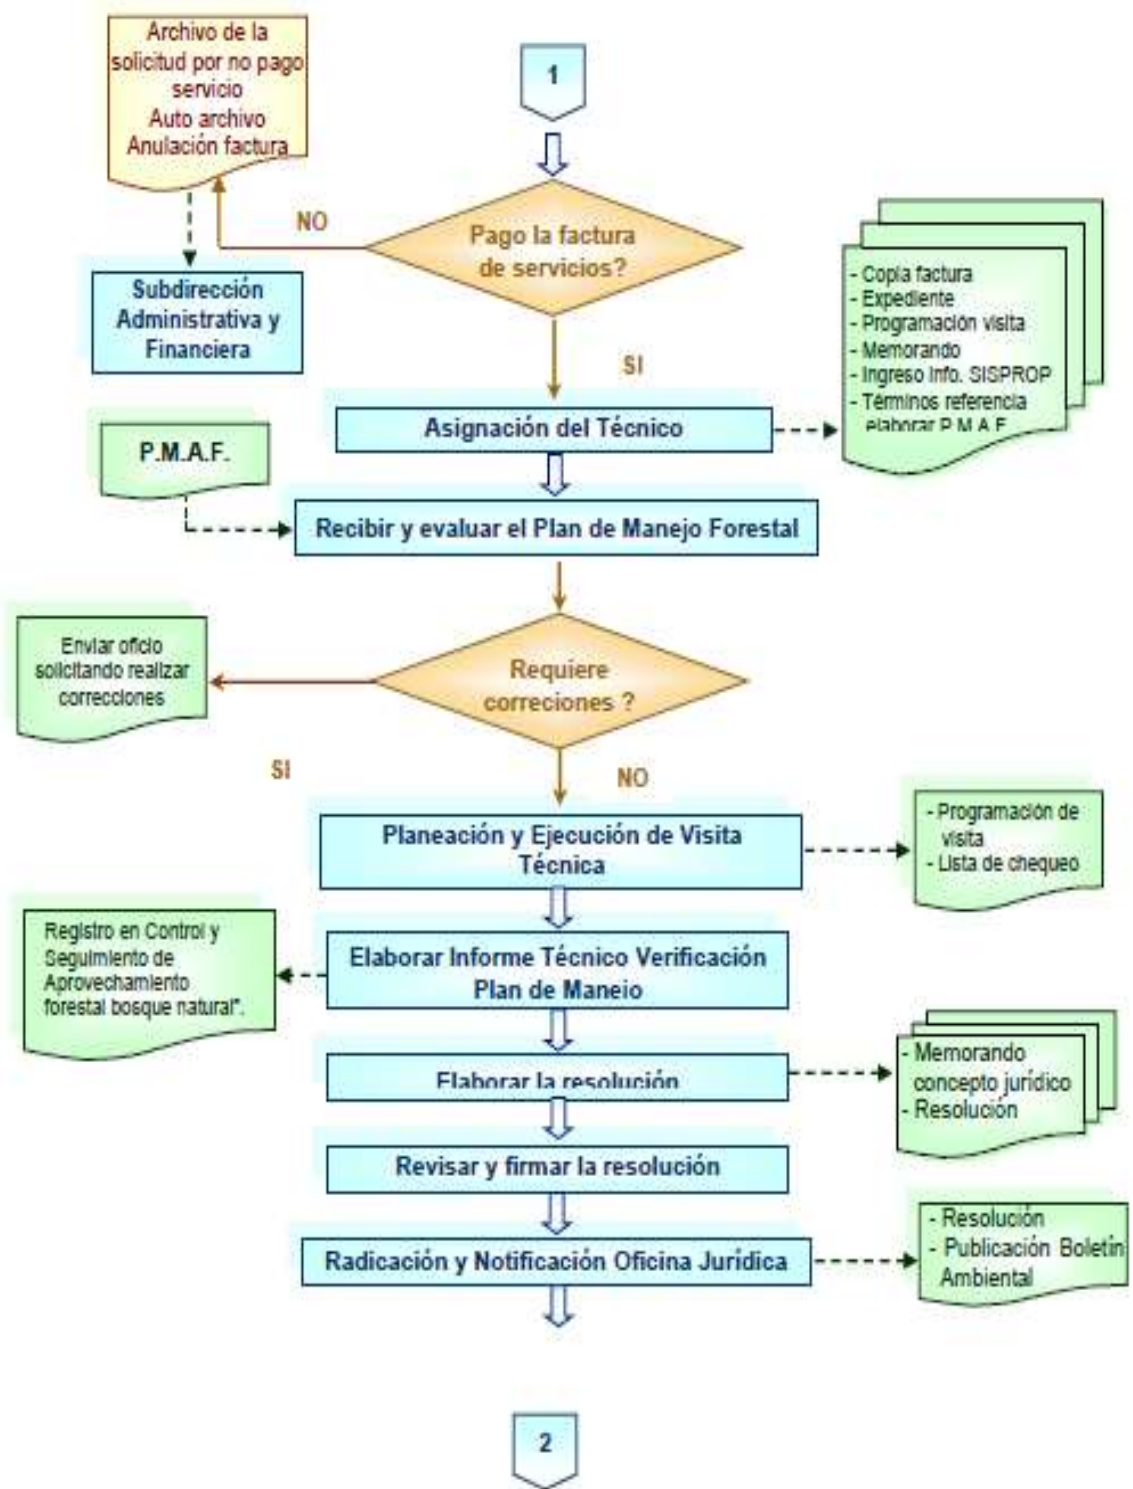 Archivo de la
solicitud por no pago
servicio
Auto archivo
Anulación factura
1
NO
Pago la factura
de servicios?
Subdirección
Administrativa y
Financiera
SI
- Copia factura
- Expediente
- Programación visita
- Memorando
- Ingreso Info. SISPROP
- Términos referencia
elaborar P.M.A.F
Asignación del Técnico
P.M.A.F.
Recibir y evaluar el Plan de Manejo Forestal
Enviar oficio
solicitando realizar
correcciones
Requiere
correciones ?
SI
NO
Planeación y Ejecución de Visita
Técnica
- Programación de
visita
- Lista de chequeo
Registro en Control y
Seguimiento de
Aprovechamiento
forestal bosque natural".
Elaborar Informe Técnico Verificación
Plan de Manejo
Elaborar la resolución
- Memorando
concepto jurídico
- Resolución
Revisar y firmar la resolución
Radicación y Notificación Oficina Jurídica
- Resolución
- Publicación Boletín
Ambiental
2